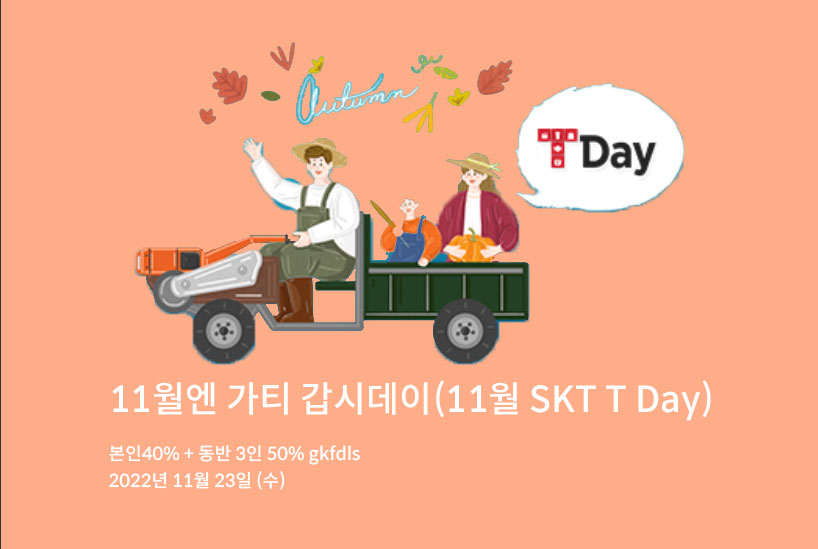 Autumn
T Day
11월엔 가티 갑시데이(11월 SKT T Day)
본인40% + 동반 3인 50% gkfdls
2022년 11월 23일 (수)